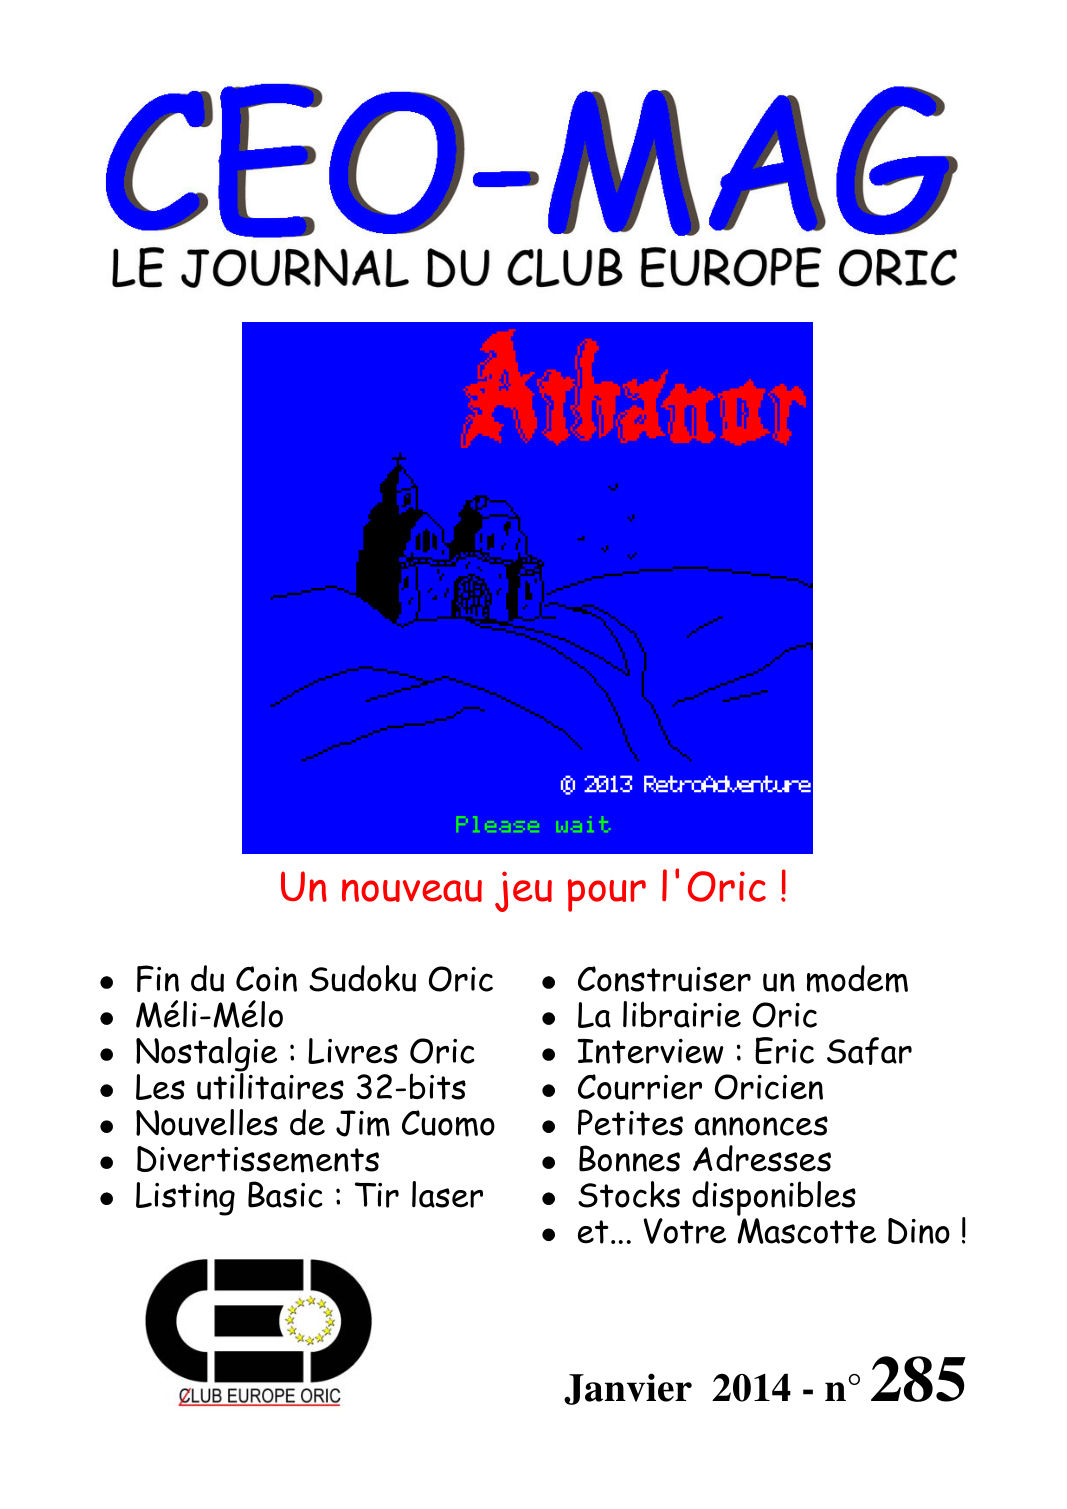 CEO-MAG
LE JOURNAL DU CLUB EUROPE ORIC
Athanor
© 2013 RetroAdventure
Please wait
Un nouveau jeu pour l'Oric !
• Fin du Coin Sudoku Oric
• Méli-Mélo
• Nostalgie : Livres Oric
• Les utilitaires 32-bits
• Nouvelles de Jim Cuomo
• Divertissements
• Listing Basic : Tir laser
• Construiser un modem
• La librairie Oric
• Interview : Eric Safar
• Courrier Oricien
• Petites annonces
• Bonnes Adresses
• Stocks disponibles
• et... Votre Mascotte Dino !
CEO
CLUB EUROPE ORIC
Janvier 2014 - n° 285